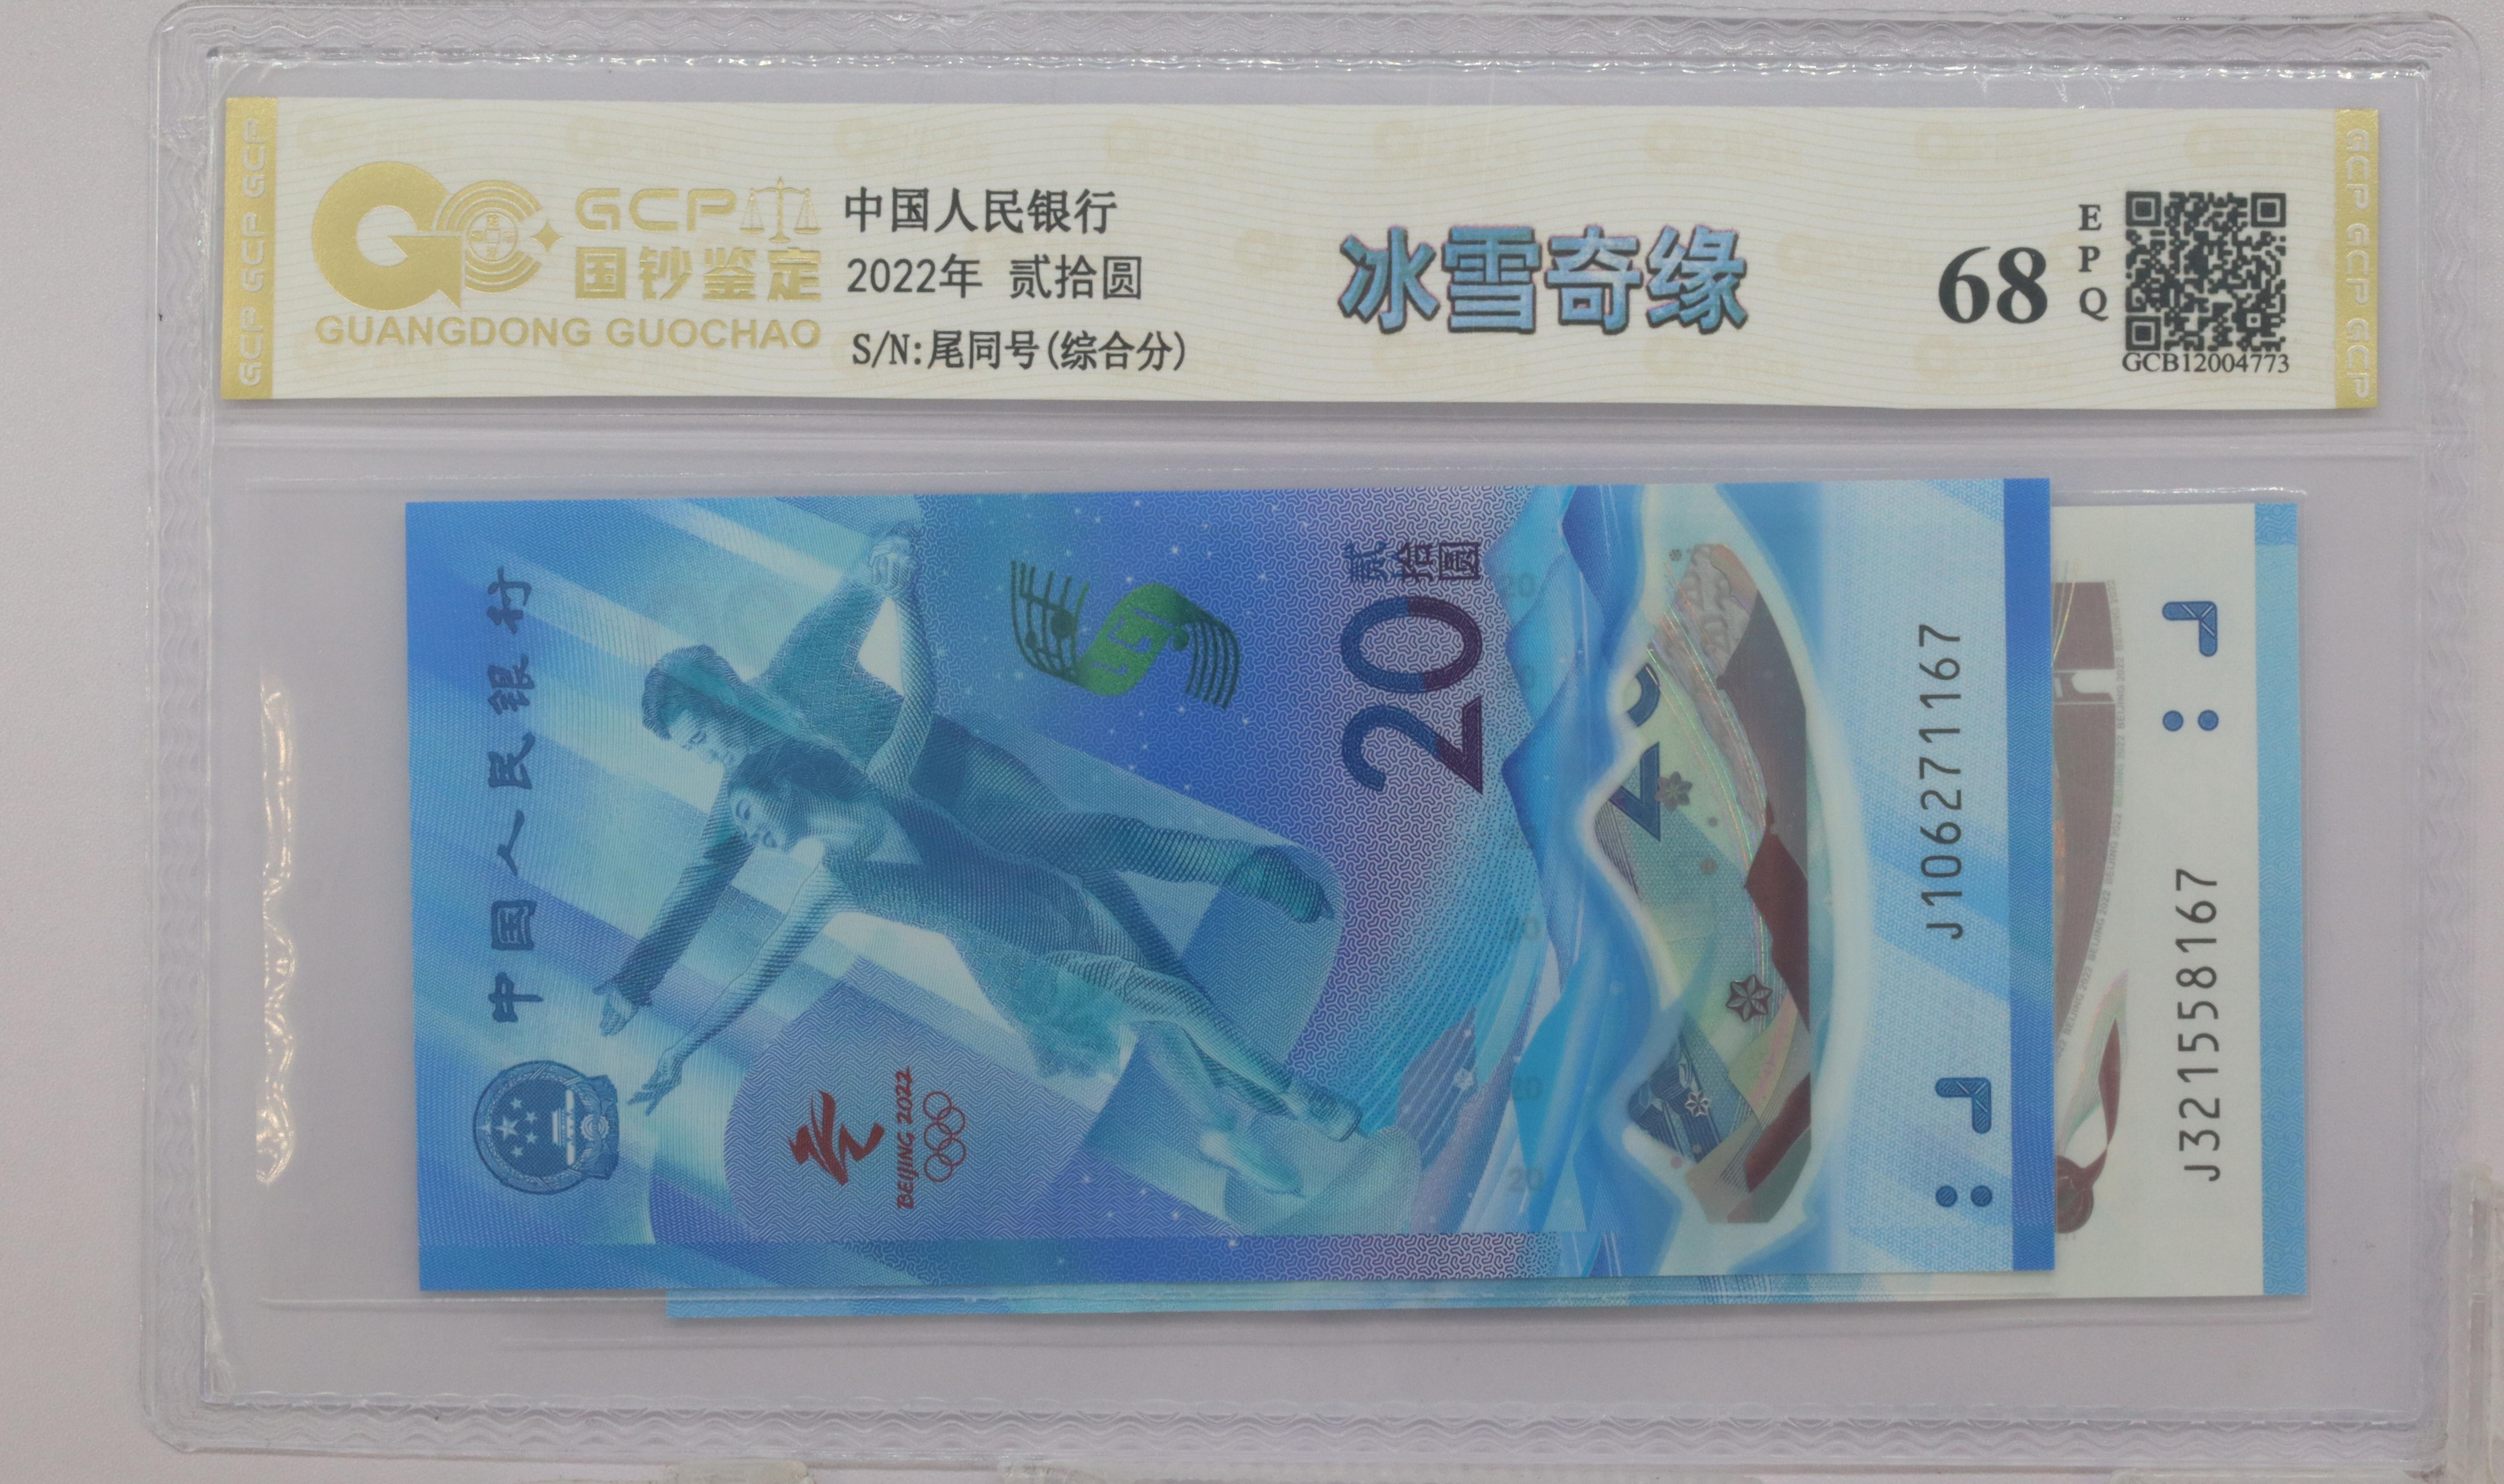 GCP GCP GCP
GCP
国钞鉴定
GUANGDONG GUOCHAO
中国人民银行
2022年 贰拾圆
S/N:尾同号(综合分)
冰雪奇缘
68
EPQ
GCB12004773
GCP GCP GCP
中国人民银行
BEIJING 2022
贰拾圆
20
20
J106271167
J321558167